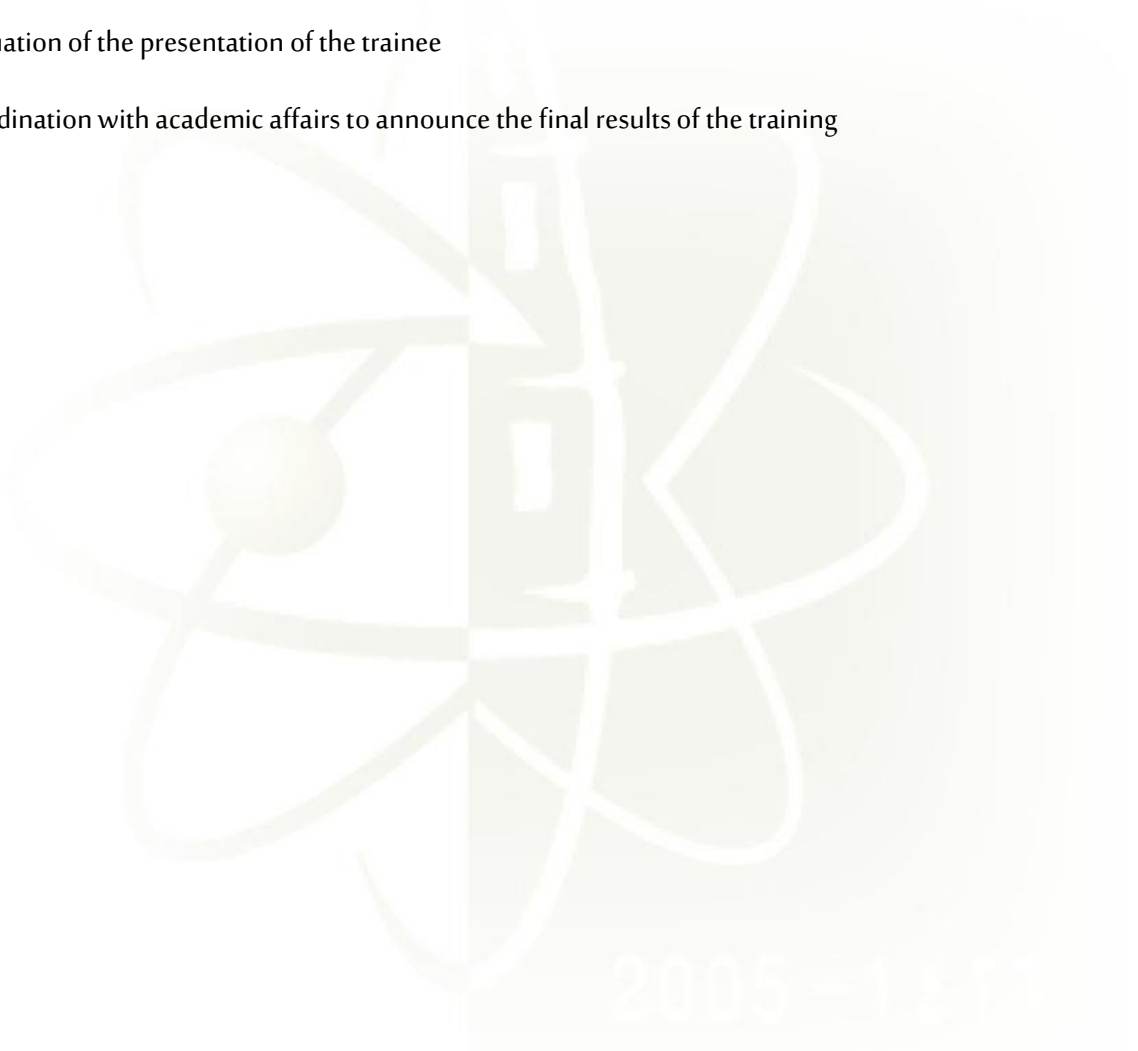 uation of the presentation of the trainee
dination with academic affairs to announce the final results of the training
2005 - ١٤٢٦